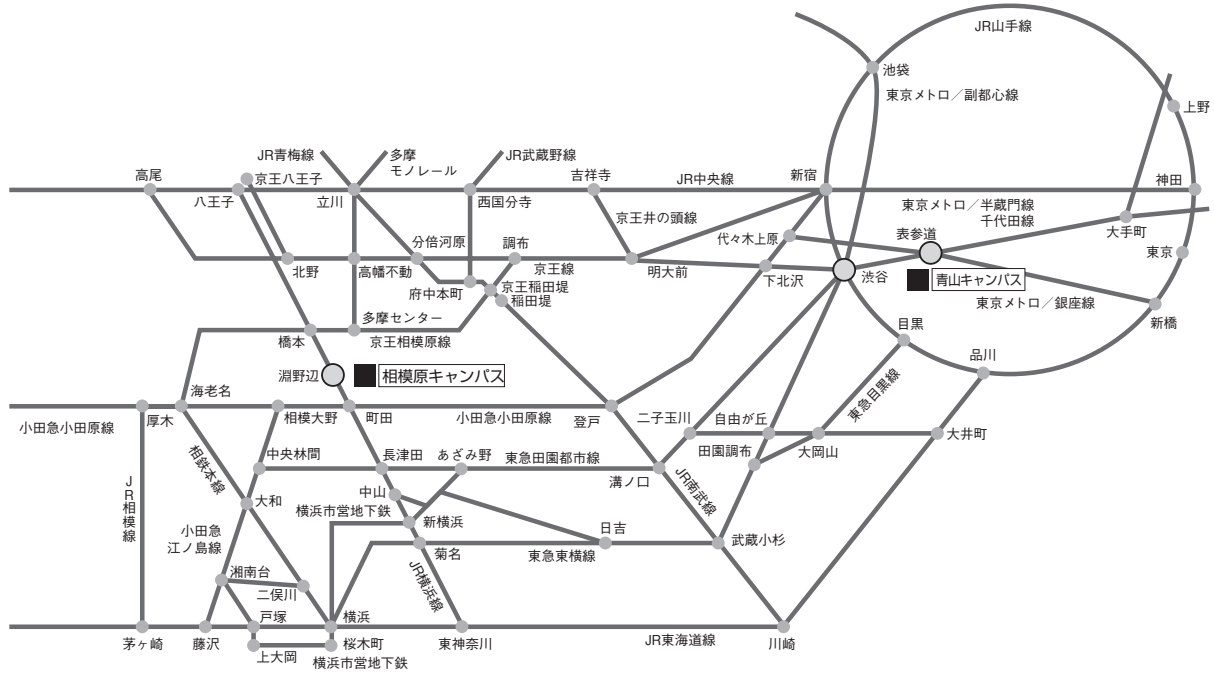 JR山手線
池袋
東京メトロ／副都心線
上野
JR青梅線
多摩
モノレール
JR武蔵野線
高尾
京王八王子
八王子
立川
西国分寺
吉祥寺
JR中央線
新宿
神田
京王井の頭線
東京メトロ／半蔵門線
千代田線
大手町
代々木上原
表参道
東京
分倍河原
調布
京王線
北野
高幡不動
明大前
下北沢
渋谷
青山キャンパス
府中本町
京王稲田堤
稲田堤
東京メトロ／銀座線
新橋
多摩センター
橋本
京王相模原線
目黒
品川
淵野辺
相模原キャンパス
東急目黒線
海老名
厚木
相模大野
町田
小田急小田原線
登戸
小田急小田原線
二子玉川
自由が丘
田園調布
大岡山
大井町
相鉄本線
中央林間
長津田
あざみ野
東急田園都市線
溝ノ口
JR南武線
JR相模線
大和
中山
横浜市営地下鉄
新横浜
小田急
江ノ島線
菊名
日吉
東急東横線
武蔵小杉
JR横浜線
湘南台
二俣川
戸塚
横浜
茅ヶ崎
藤沢
上大岡
桜木町
横浜市営地下鉄
東神奈川
JR東海道線
川崎